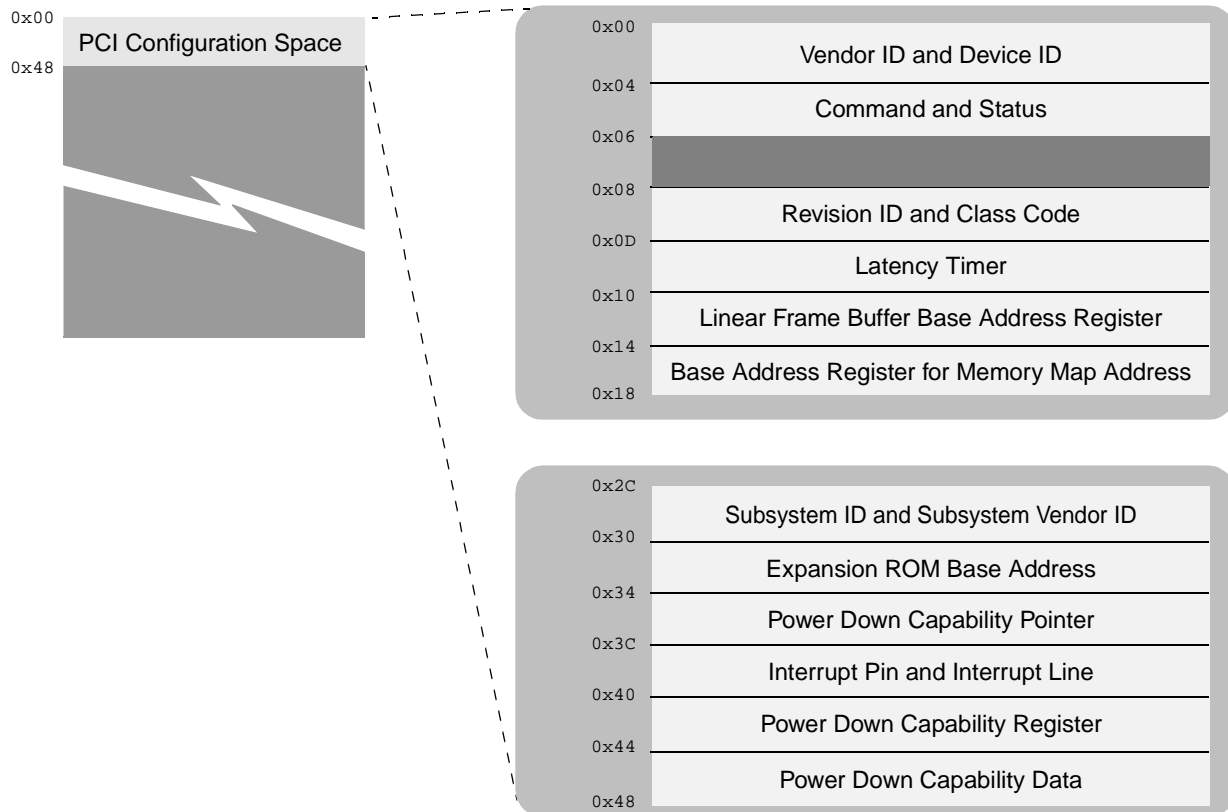 0x00
PCI Configuration Space
0x48
0x00
Vendor ID and Device ID
0x04
Command and Status
0x06
0x08
Revision ID and Class Code
0x0D
Latency Timer
0x10
Linear Frame Buffer Base Address Register
0x14
Base Address Register for Memory Map Address
0x18
0x2C
Subsystem ID and Subsystem Vendor ID
0x30
Expansion ROM Base Address
0x34
Power Down Capability Pointer
0x3C
Interrupt Pin and Interrupt Line
0x40
Power Down Capability Register
0x44
Power Down Capability Data
0x48